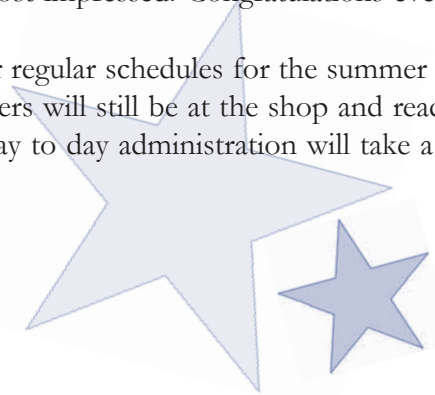 ost impressed. Congratulations eve
r regular schedules for the summer
ers will still be at the shop and read
ay to day administration will take a